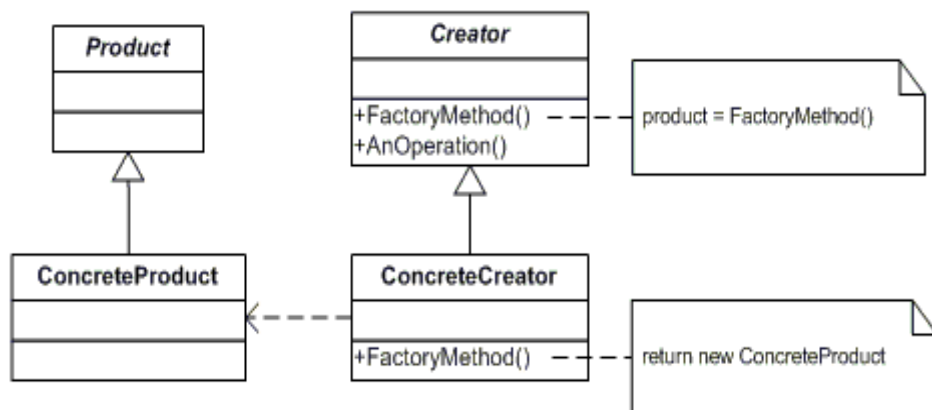 Product
Creator
+FactoryMethod()
+AnOperation()
product = FactoryMethod()
ConcreteProduct
ConcreteCreator
+FactoryMethod()
return new ConcreteProduct